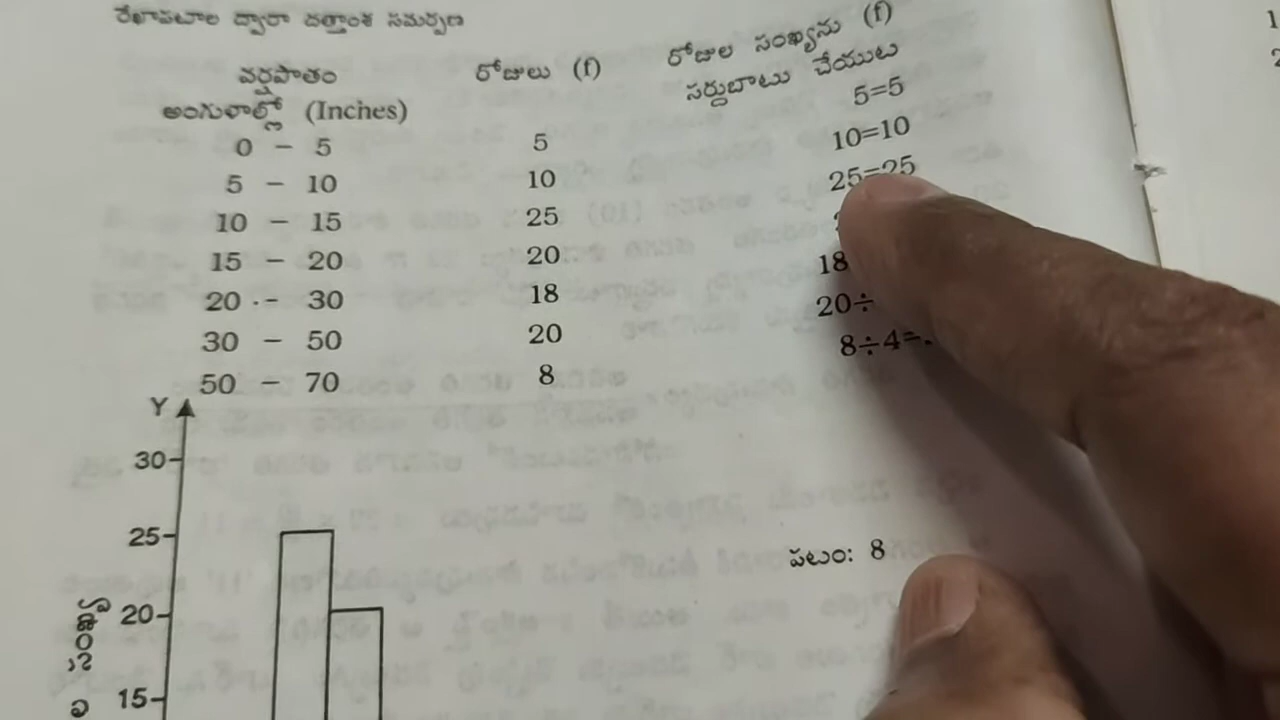 రేఖాపటాల ద్వారా దత్తాంశ సమర్పణ
వర్షపాతం రోజులు (f) రోజుల సంఖ్యను (f)
అంగుళాల్లో (Inches) సర్దుబాటు చేయుట
0 - 5 5 5=5
5 - 10 10 10=10
10 - 15 25 25=25
15 - 20 20
20 - 30 18 18
30 - 50 20 20÷
50 - 70 8 8÷4=
Y
30
25
పటం: 8
20
15
సంఖ్య